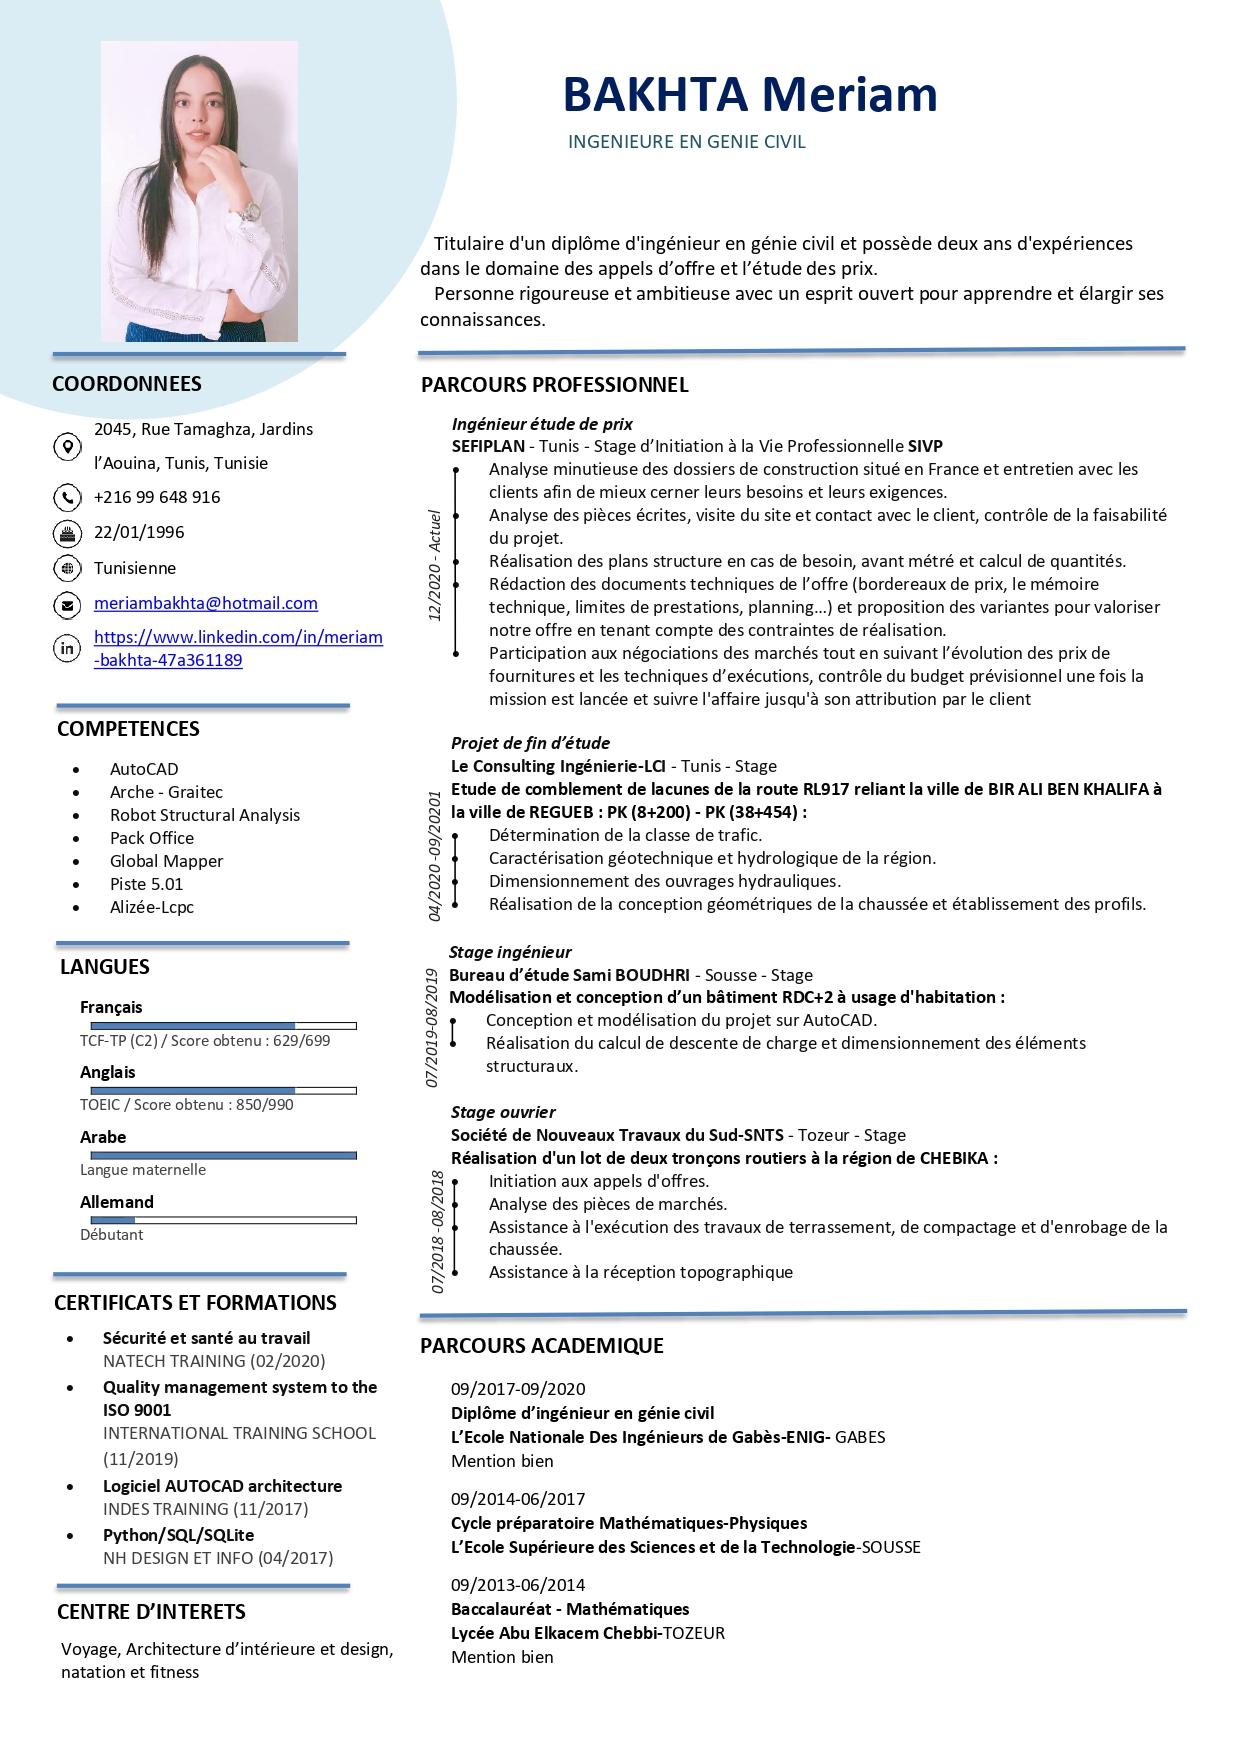 BAKHTA Meriam
INGENIEURE EN GENIE CIVIL
Titulaire d'un diplôme d'ingénieur en génie civil et possède deux ans d'expériences
dans le domaine des appels d’offre et l’étude des prix.
Personne rigoureuse et ambitieuse avec un esprit ouvert pour apprendre et élargir ses
connaissances.
COORDONNEES
2045, Rue Tamaghza, Jardins
l’Aouina, Tunis, Tunisie
+216 99 648 916
22/01/1996
Tunisienne
meriambakhta@hotmail.com
https://www.linkedin.com/in/meriam
-bakhta-47a361189
COMPETENCES
• AutoCAD
• Arche - Graitec
• Robot Structural Analysis
• Pack Office
• Global Mapper
• Piste 5.01
• Alizée-Lcpc
LANGUES
Français
TCF-TP (C2) / Score obtenu : 629/699
Anglais
TOEIC / Score obtenu : 850/990
Arabe
Langue maternelle
Allemand
Débutant
CERTIFICATS ET FORMATIONS
• Sécurité et santé au travail
NATECH TRAINING (02/2020)
• Quality management system to the
ISO 9001
INTERNATIONAL TRAINING SCHOOL
(11/2019)
• Logiciel AUTOCAD architecture
INDES TRAINING (11/2017)
• Python/SQL/SQLite
NH DESIGN ET INFO (04/2017)
CENTRE D’INTERETS
Voyage, Architecture d’intérieure et design,
natation et fitness
PARCOURS PROFESSIONNEL
12/2020 - Actuel
Ingénieur étude de prix
SEFIPLAN - Tunis - Stage d’Initiation à la Vie Professionnelle SIVP
• Analyse minutieuse des dossiers de construction situé en France et entretien avec les
clients afin de mieux cerner leurs besoins et leurs exigences.
• Analyse des pièces écrites, visite du site et contact avec le client, contrôle de la faisabilité
du projet.
• Réalisation des plans structure en cas de besoin, avant métré et calcul de quantités.
• Rédaction des documents techniques de l’offre (bordereaux de prix, le mémoire
technique, limites de prestations, planning…) et proposition des variantes pour valoriser
notre offre en tenant compte des contraintes de réalisation.
• Participation aux négociations des marchés tout en suivant l’évolution des prix de
fournitures et les techniques d’exécutions, contrôle du budget prévisionnel une fois la
mission est lancée et suivre l'affaire jusqu'à son attribution par le client
04/2020 -09/20201
Projet de fin d’étude
Le Consulting Ingénierie-LCI - Tunis - Stage
Etude de comblement de lacunes de la route RL917 reliant la ville de BIR ALI BEN KHALIFA à
la ville de REGUEB : PK (8+200) - PK (38+454) :
• Détermination de la classe de trafic.
• Caractérisation géotechnique et hydrologique de la région.
• Dimensionnement des ouvrages hydrauliques.
• Réalisation de la conception géométriques de la chaussée et établissement des profils.
07/2019-08/2019
Stage ingénieur
Bureau d’étude Sami BOUDHRI - Sousse - Stage
Modélisation et conception d’un bâtiment RDC+2 à usage d'habitation :
• Conception et modélisation du projet sur AutoCAD.
• Réalisation du calcul de descente de charge et dimensionnement des éléments
structuraux.
07/2018 -08/2018
Stage ouvrier
Société de Nouveaux Travaux du Sud-SNTS - Tozeur - Stage
Réalisation d'un lot de deux tronçons routiers à la région de CHEBIKA :
• Initiation aux appels d'offres.
• Analyse des pièces de marchés.
• Assistance à l'exécution des travaux de terrassement, de compactage et d'enrobage de la
chaussée.
• Assistance à la réception topographique
PARCOURS ACADEMIQUE
09/2017-09/2020
Diplôme d’ingénieur en génie civil
L’Ecole Nationale Des Ingénieurs de Gabès-ENIG- GABES
Mention bien
09/2014-06/2017
Cycle préparatoire Mathématiques-Physiques
L’Ecole Supérieure des Sciences et de la Technologie-SOUSSE
09/2013-06/2014
Baccalauréat - Mathématiques
Lycée Abu Elkacem Chebbi-TOZEUR
Mention bien